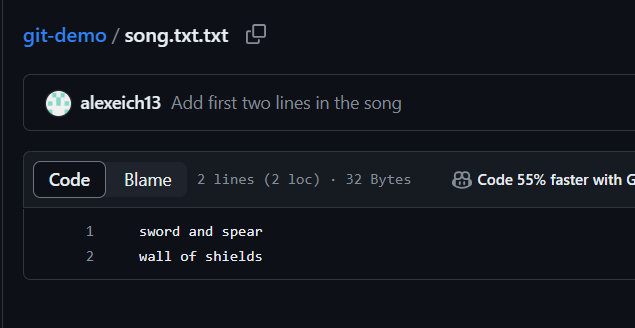 git-demo / song.txt.txt
alexeich13 Add first two lines in the song
Code Blame 2 lines (2 loc) · 32 Bytes Code 55% faster with
1 sword and spear
2 wall of shields